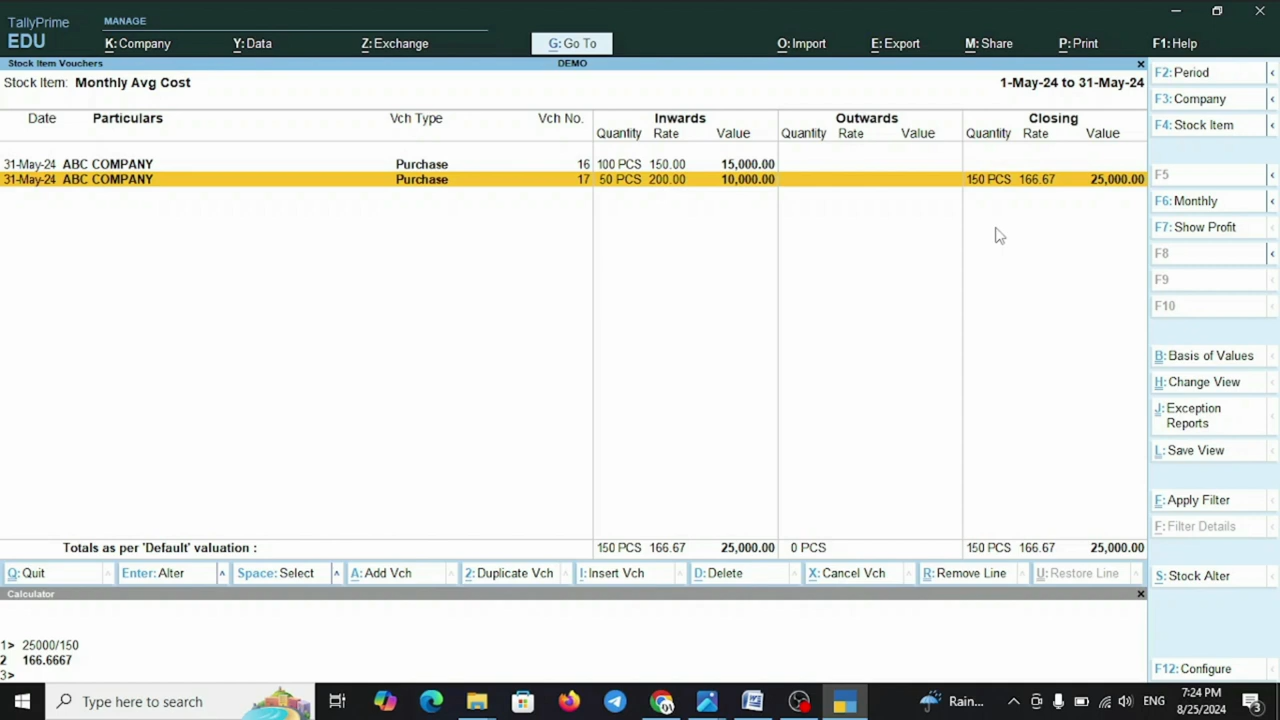 TallyPrime
EDU
MANAGE
K: Company Y: Data Z: Exchange G: Go To O: Import E: Export M: Share P: Print F1: Help
Stock Item Vouchers DEMO
Stock Item: Monthly Avg Cost 1-May-24 to 31-May-24
Date Particulars Vch Type Vch No. Inwards Outwards Closing
Quantity Rate Value Quantity Rate Value Quantity Rate Value
31-May-24 ABC COMPANY Purchase 16 100 PCS 150.00 15,000.00
31-May-24 ABC COMPANY Purchase 17 50 PCS 200.00 10,000.00 150 PCS 166.67 25,000.00
Totals as per 'Default' valuation : 150 PCS 166.67 25,000.00 0 PCS 150 PCS 166.67 25,000.00
Q: Quit Enter: Alter Space: Select A: Add Vch 2: Duplicate Vch I: Insert Vch D: Delete X: Cancel Vch R: Remove Line U: Restore Line
F2: Period
F3: Company
F4: Stock Item
F5
F6: Monthly
F7: Show Profit
F8
F9
F10
B: Basis of Values
H: Change View
J: Exception
Reports
L: Save View
F: Apply Filter
F: Filter Details
S: Stock Alter
F12: Configure
Calculator
1> 25000/150
2 166.6667
3>
Type here to search
Rain...
ENG
7:24 PM
8/25/2024
3